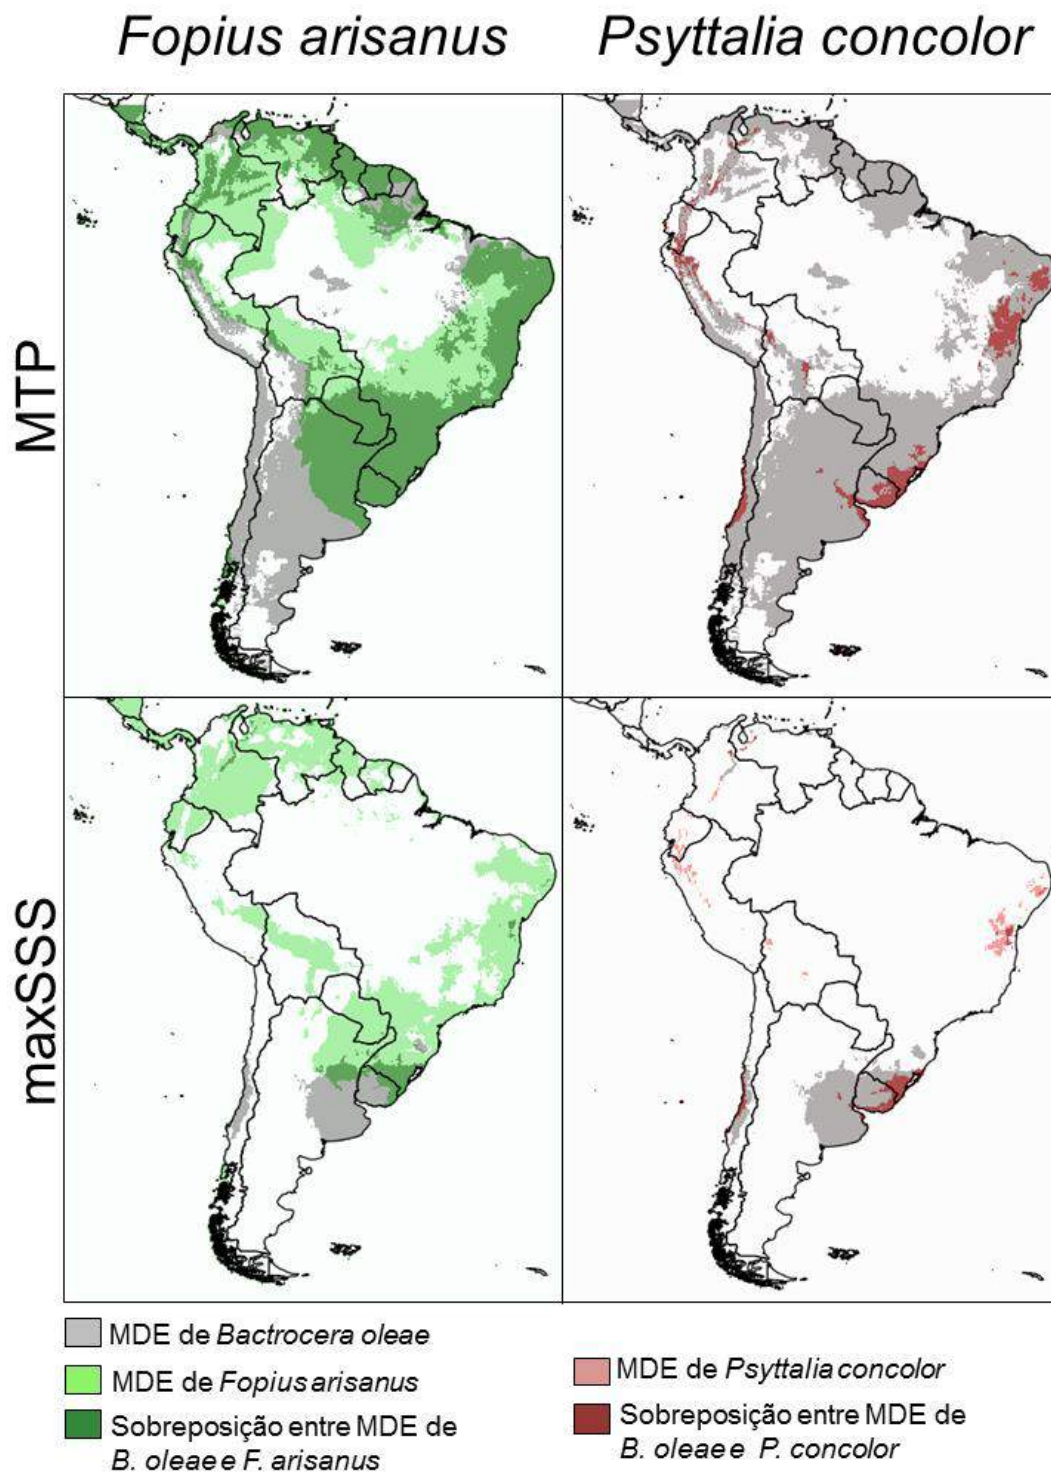 Fopius arisanus
Psyttalia concolor
MTP
maxSSS
MDE de Bactrocera oleae
MDE de Fopius arisanus
Sobreposição entre MDE de
B. oleae e F. arisanus
MDE de Psyttalia concolor
Sobreposição entre MDE de
B. oleae e P. concolor